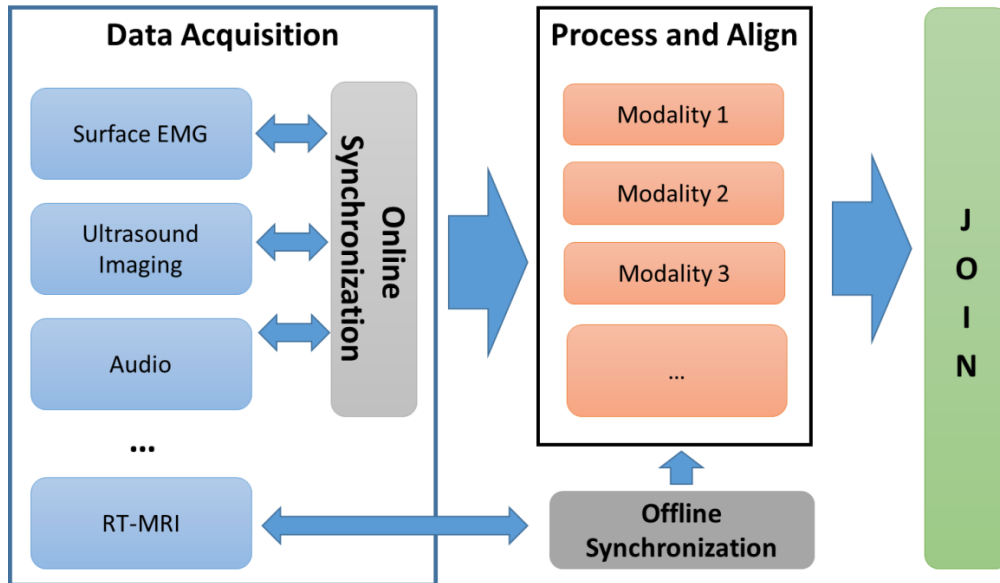 Data Acquisition
Surface EMG
Ultrasound
Imaging
Audio
...
RT-MRI
Online
Synchronization
Process and Align
Modality 1
Modality 2
Modality 3
...
Offline
Synchronization
J
O
I
N